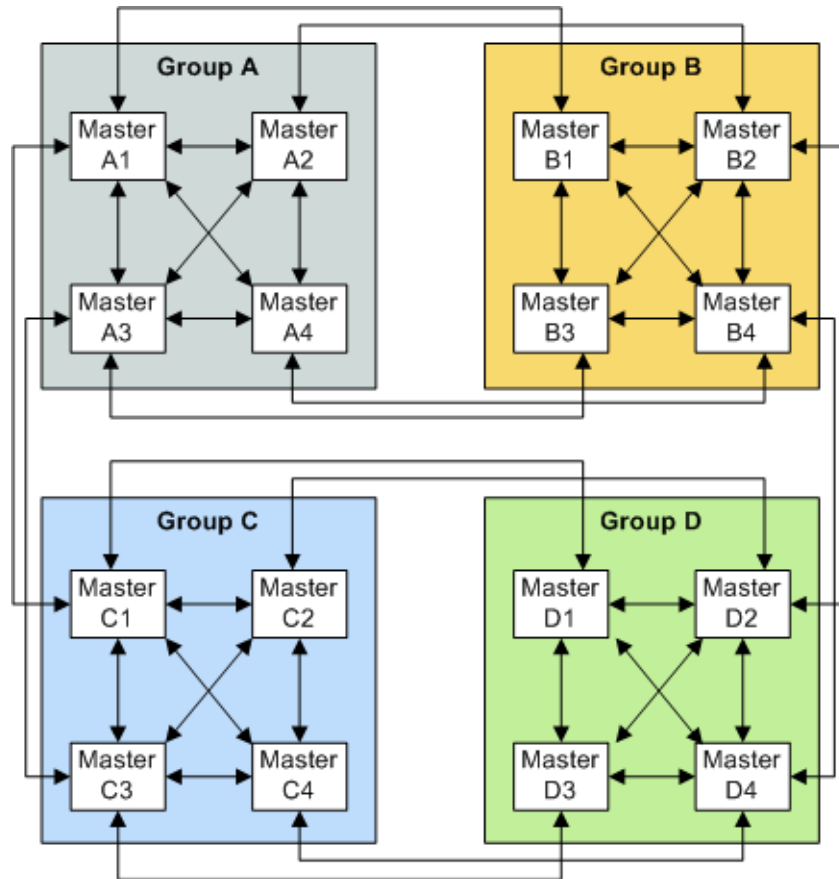 Group A
Group B
Master
A1
Master
A2
Master
B1
Master
B2
Master
A3
Master
A4
Master
B3
Master
B4
Group C
Group D
Master
C1
Master
C2
Master
D1
Master
D2
Master
C3
Master
C4
Master
D3
Master
D4